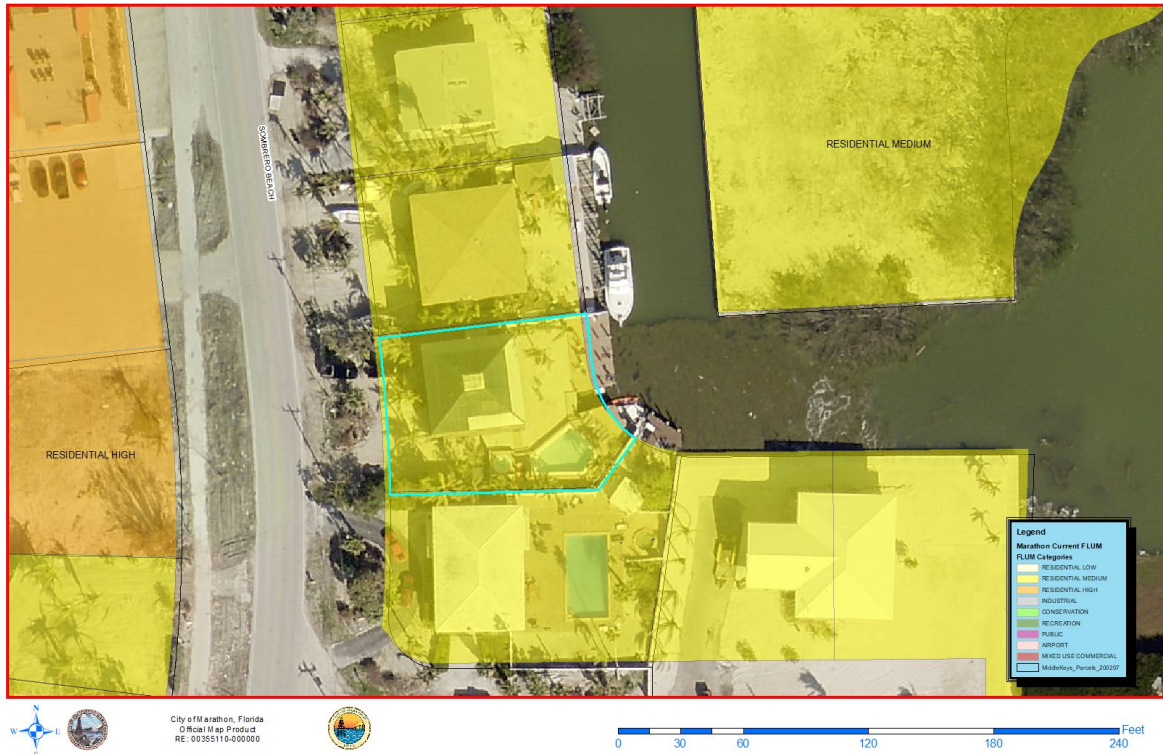 SOMBRERO BEACH
RESIDENTIAL MEDIUM
RESIDENTIAL HIGH
Legend
Marathon Current FLUM
FLUM Categories
RESIDENTIAL LOW
RESIDENTIAL MEDIUM
RESIDENTIAL HIGH
INDUSTRIAL
CONSERVATION
RECREATION
PUBLIC
AIRPORT
MIXED USE COMMERCIAL
MiddleKeys_Parcels_200207
N
W E
S
City of Marathon, Florida
Official Map Product
RE: 00355110-000000
Feet
0 30 60 120 180 240